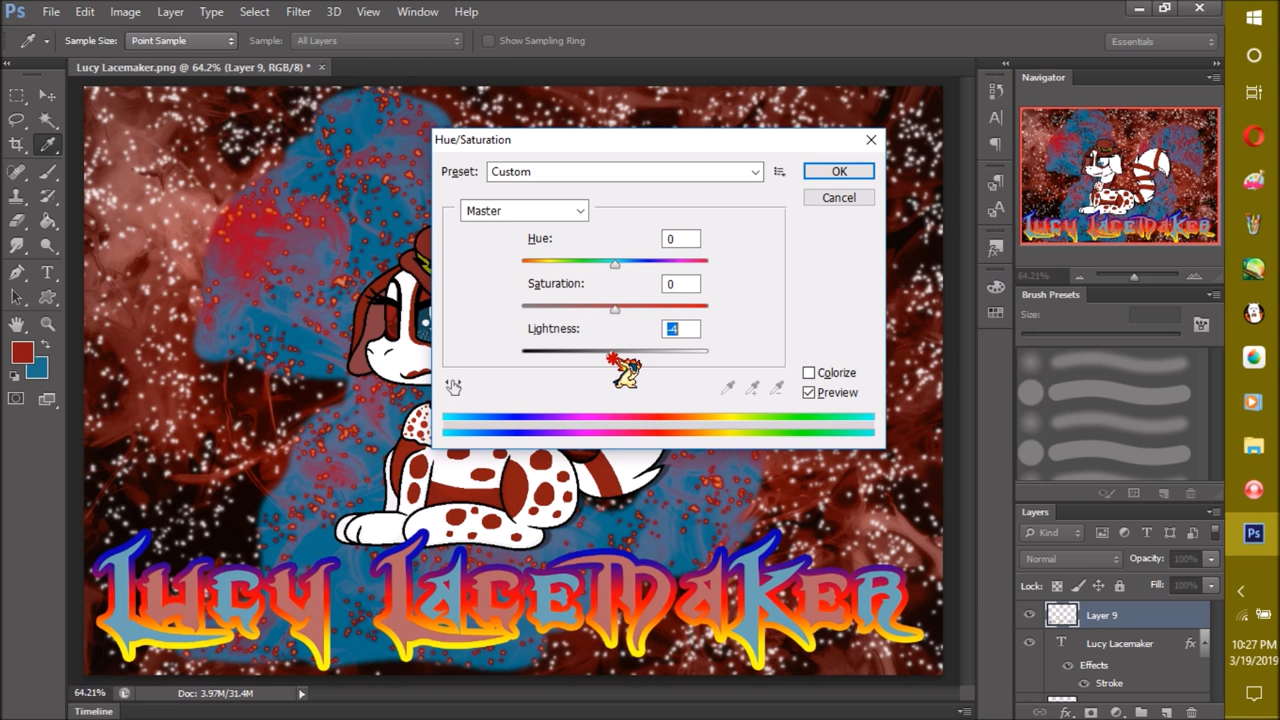 Ps File Edit Image Layer Type Select Filter 3D View Window Help
Sample Size: Point Sample Sample: All Layers Show Sampling Ring Essentials
Lucy Lacemaker.png @ 64.2% (Layer 9, RGB/8) * ×
Navigator
Hue/Saturation
Preset: Custom OK
Cancel
Master
Hue: 0
Saturation: 0
Lightness: -4
Colorize
Preview
64.21%
Brush Presets
Size:
Layers
Kind
Normal Opacity: 100%
Lock: Fill: 100%
Layer 9
T Lucy Lacemaker fx
Effects
Stroke
Lucy Lacemaker
64.21% Doc: 3.97M/31.4M
Timeline
Ps
10:27 PM
3/19/2019